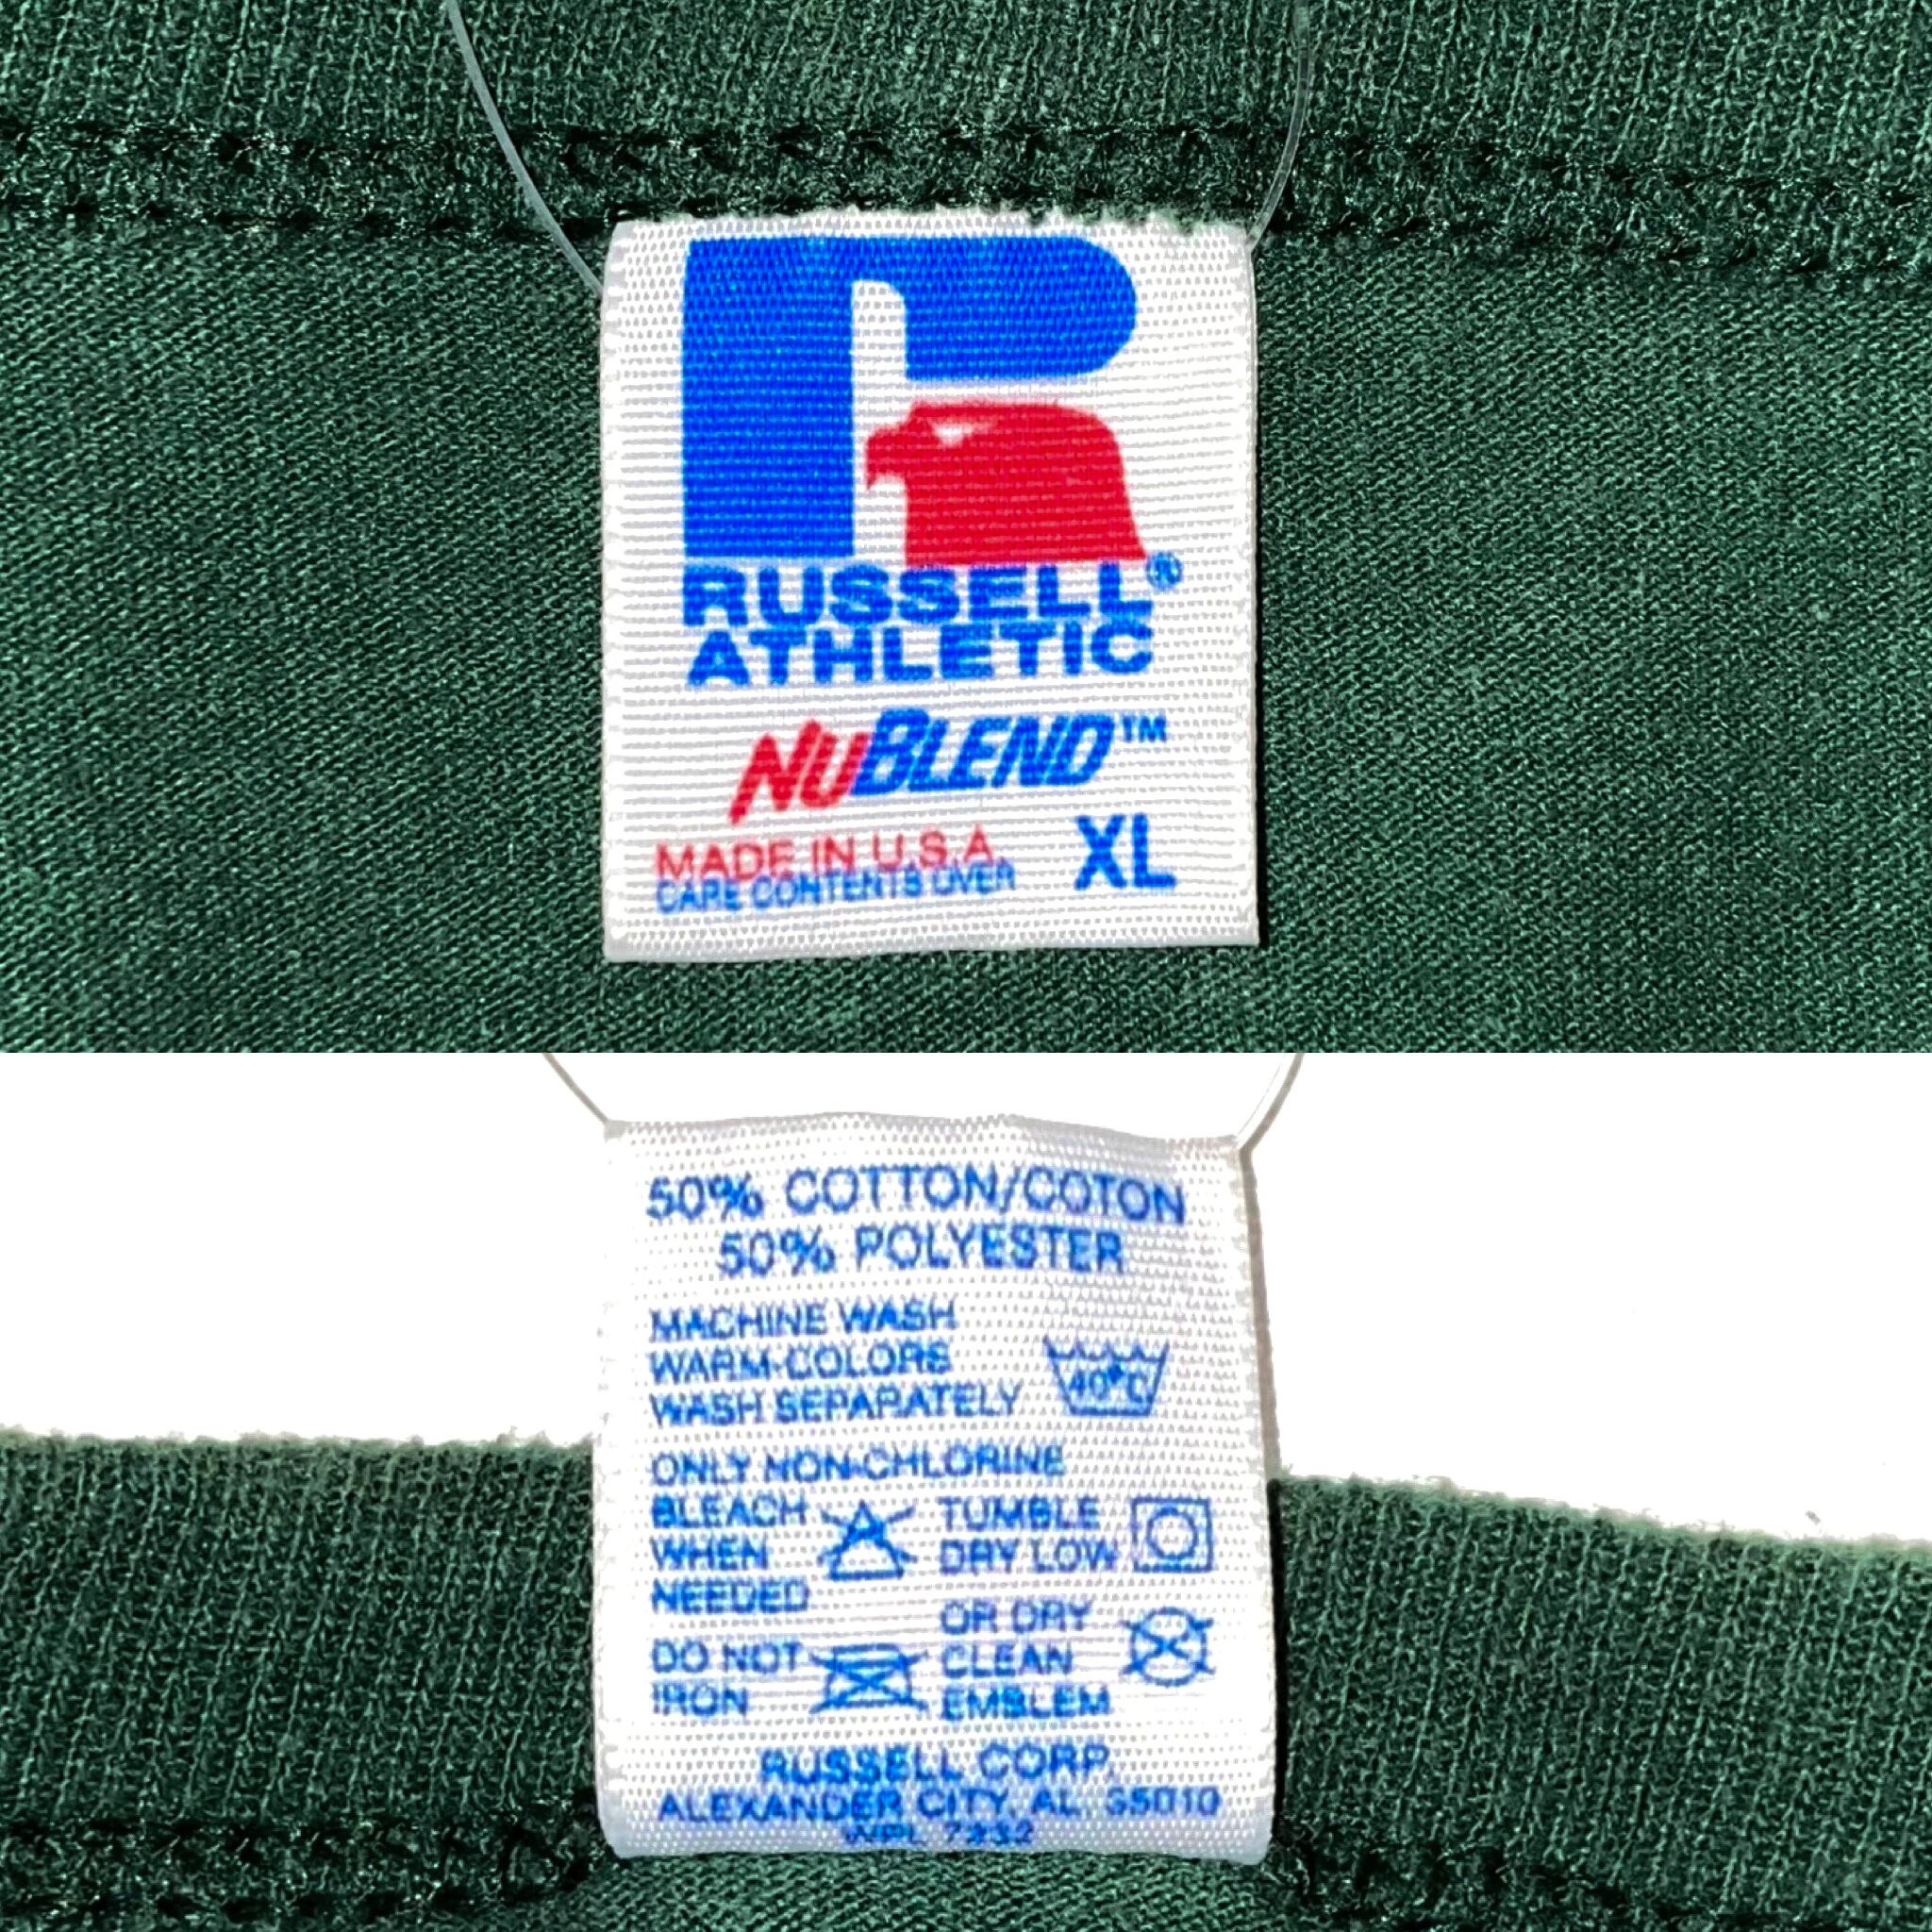 RUSSELL®
ATHLETIC
NUBLEND™
MADE IN U.S.A.
XL
CARE CONTENTS OVER
50% COTTON/COTON
50% POLYESTER
MACHINE WASH
WARM-COLORS
WASH SEPARATELY
40°C
ONLY NON-CHLORINE
BLEACH
WHEN
NEEDED
TUMBLE
DRY LOW
DO NOT
IRON
OR DRY
CLEAN
EMBLEM
RUSSELL CORP.
ALEXANDER CITY, AL 35010
WPL 7332